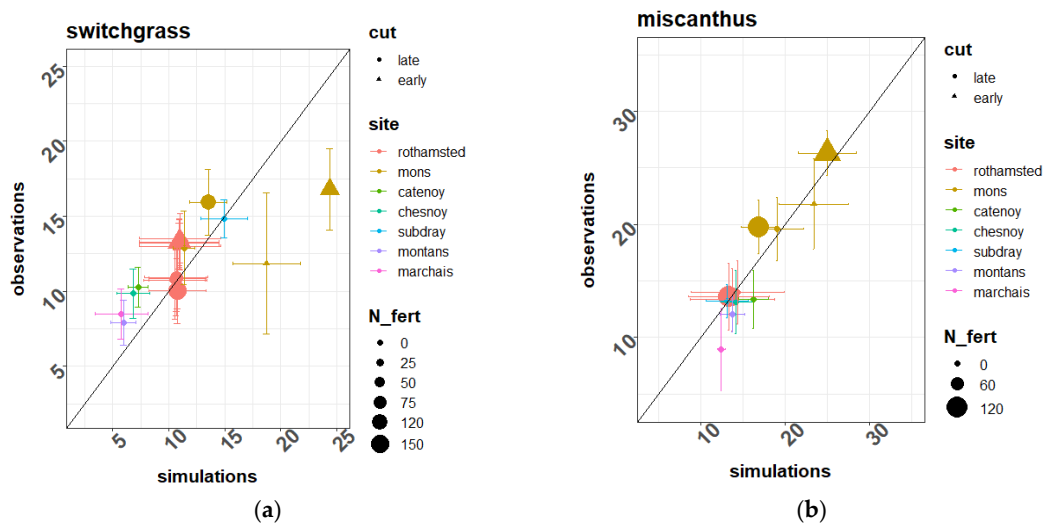 switchgrass
observations
25
20
15
10
5
5
10
15
20
25
simulations
cut
late
early
site
rothamsted
mons
catenoy
chesnoy
subdray
montans
marchais
N_fert
0
25
50
75
120
150
(a)
miscanthus
observations
30
20
10
10
20
30
simulations
cut
late
early
site
rothamsted
mons
catenoy
chesnoy
subdray
montans
marchais
N_fert
0
60
120
(b)